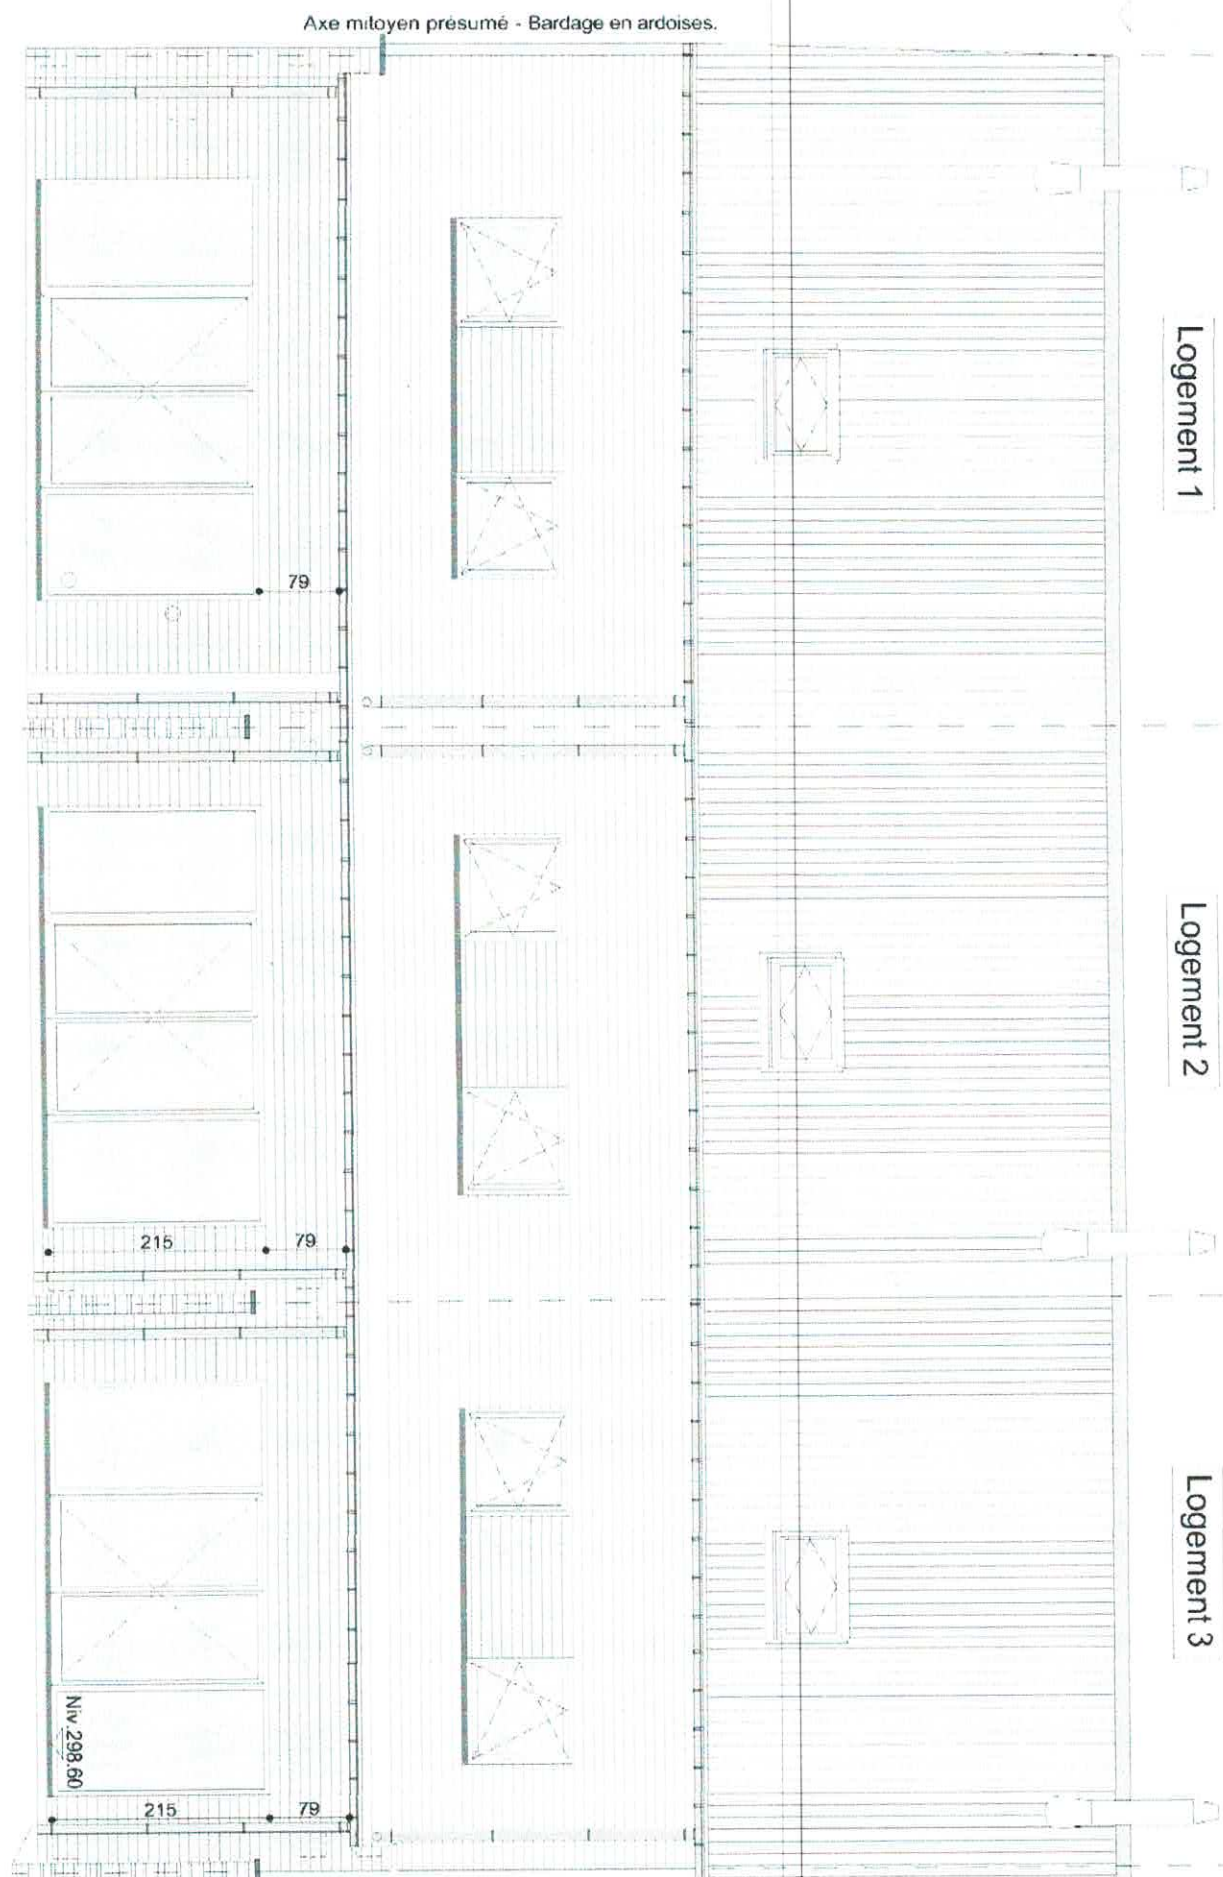 Axe mitoyen présumé - Bardage en ardoises.
Logement 1
79
Logement 2
215
79
Logement 3
Niv.298.60
215
79